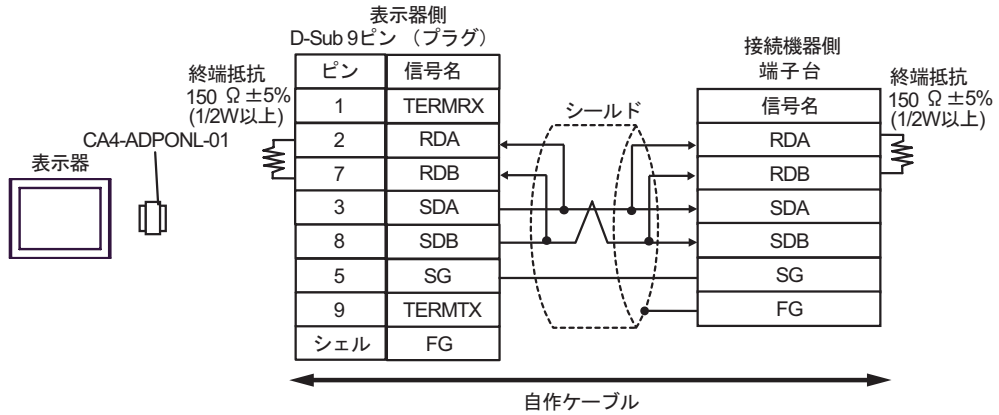 表示器側
D-Sub 9ピン （プラグ）
終端抵抗
150 Ω ±5%
(1/2W以上)
CA4-ADPONL-01
表示器
ピン 信号名
1 TERMRX
2 RDA
7 RDB
3 SDA
8 SDB
5 SG
9 TERMTX
シェル FG
シールド
接続機器側
端子台
信号名
RDA
RDB
SDA
SDB
SG
FG
終端抵抗
150 Ω ±5%
(1/2W以上)
自作ケーブル